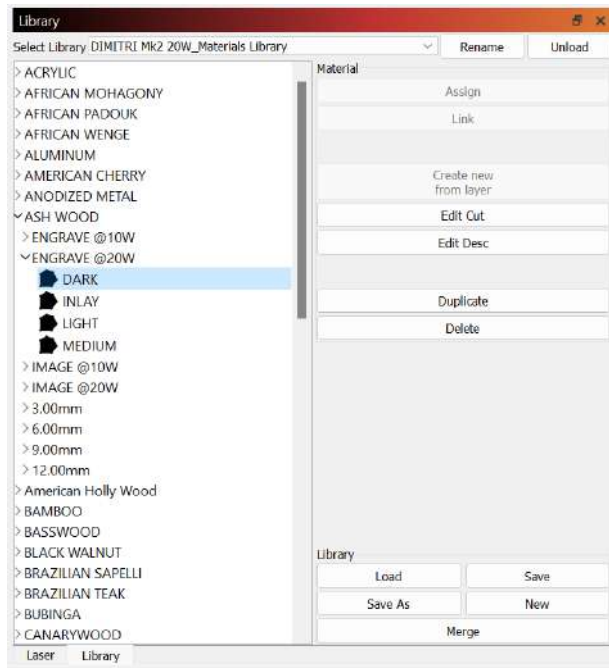 Library
Select Library DIMITRI Mk2 20W_Materials Library
Rename
Unload
ACRYLIC
AFRICAN MOHAGONY
AFRICAN PADOUK
AFRICAN WENGE
ALUMINUM
AMERICAN CHERRY
ANODIZED METAL
ASH WOOD
ENGRAVE @10W
ENGRAVE @20W
DARK
INLAY
LIGHT
MEDIUM
IMAGE @10W
IMAGE @20W
3.00mm
6.00mm
9.00mm
12.00mm
American Holly Wood
BAMBOO
BASSWOOD
BLACK WALNUT
BRAZILIAN SAPELLI
BRAZILIAN TEAK
BUBINGA
CANARYWOOD
Material
Assign
Link
Create new
from layer
Edit Cut
Edit Desc
Duplicate
Delete
Library
Load
Save
Save As
New
Merge
Laser
Library